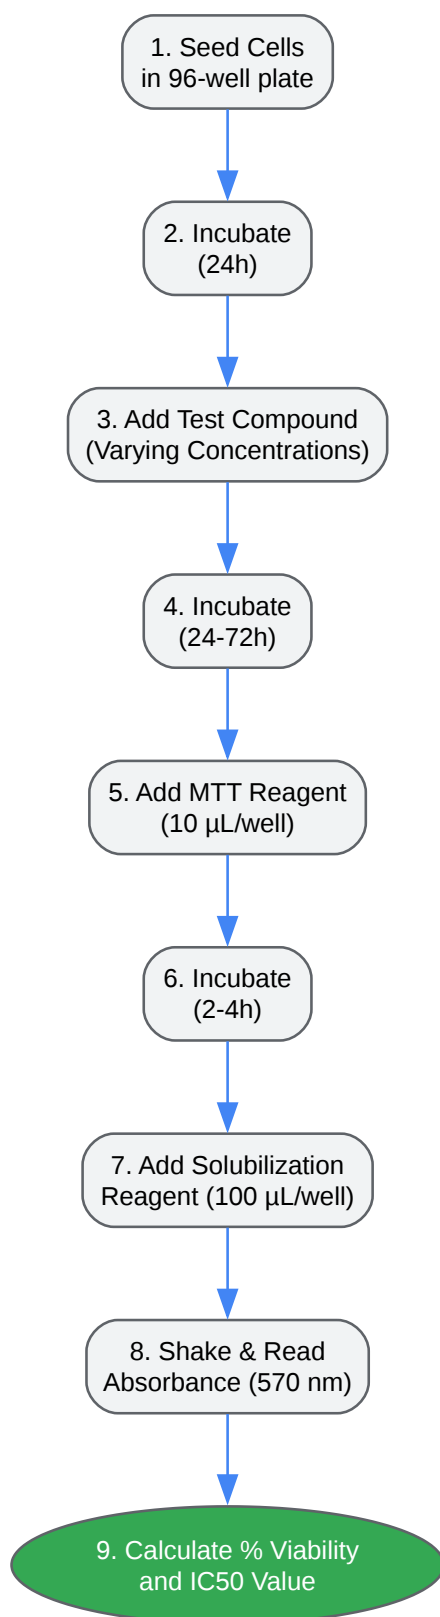 1. Seed Cells
in 96-well plate
2. Incubate
(24h)
3. Add Test Compound
(Varying Concentrations)
4. Incubate
(24-72h)
5. Add MTT Reagent
(10 µL/well)
6. Incubate
(2-4h)
7. Add Solubilization
Reagent (100 µL/well)
8. Shake & Read
Absorbance (570 nm)
9. Calculate % Viability
and IC50 Value